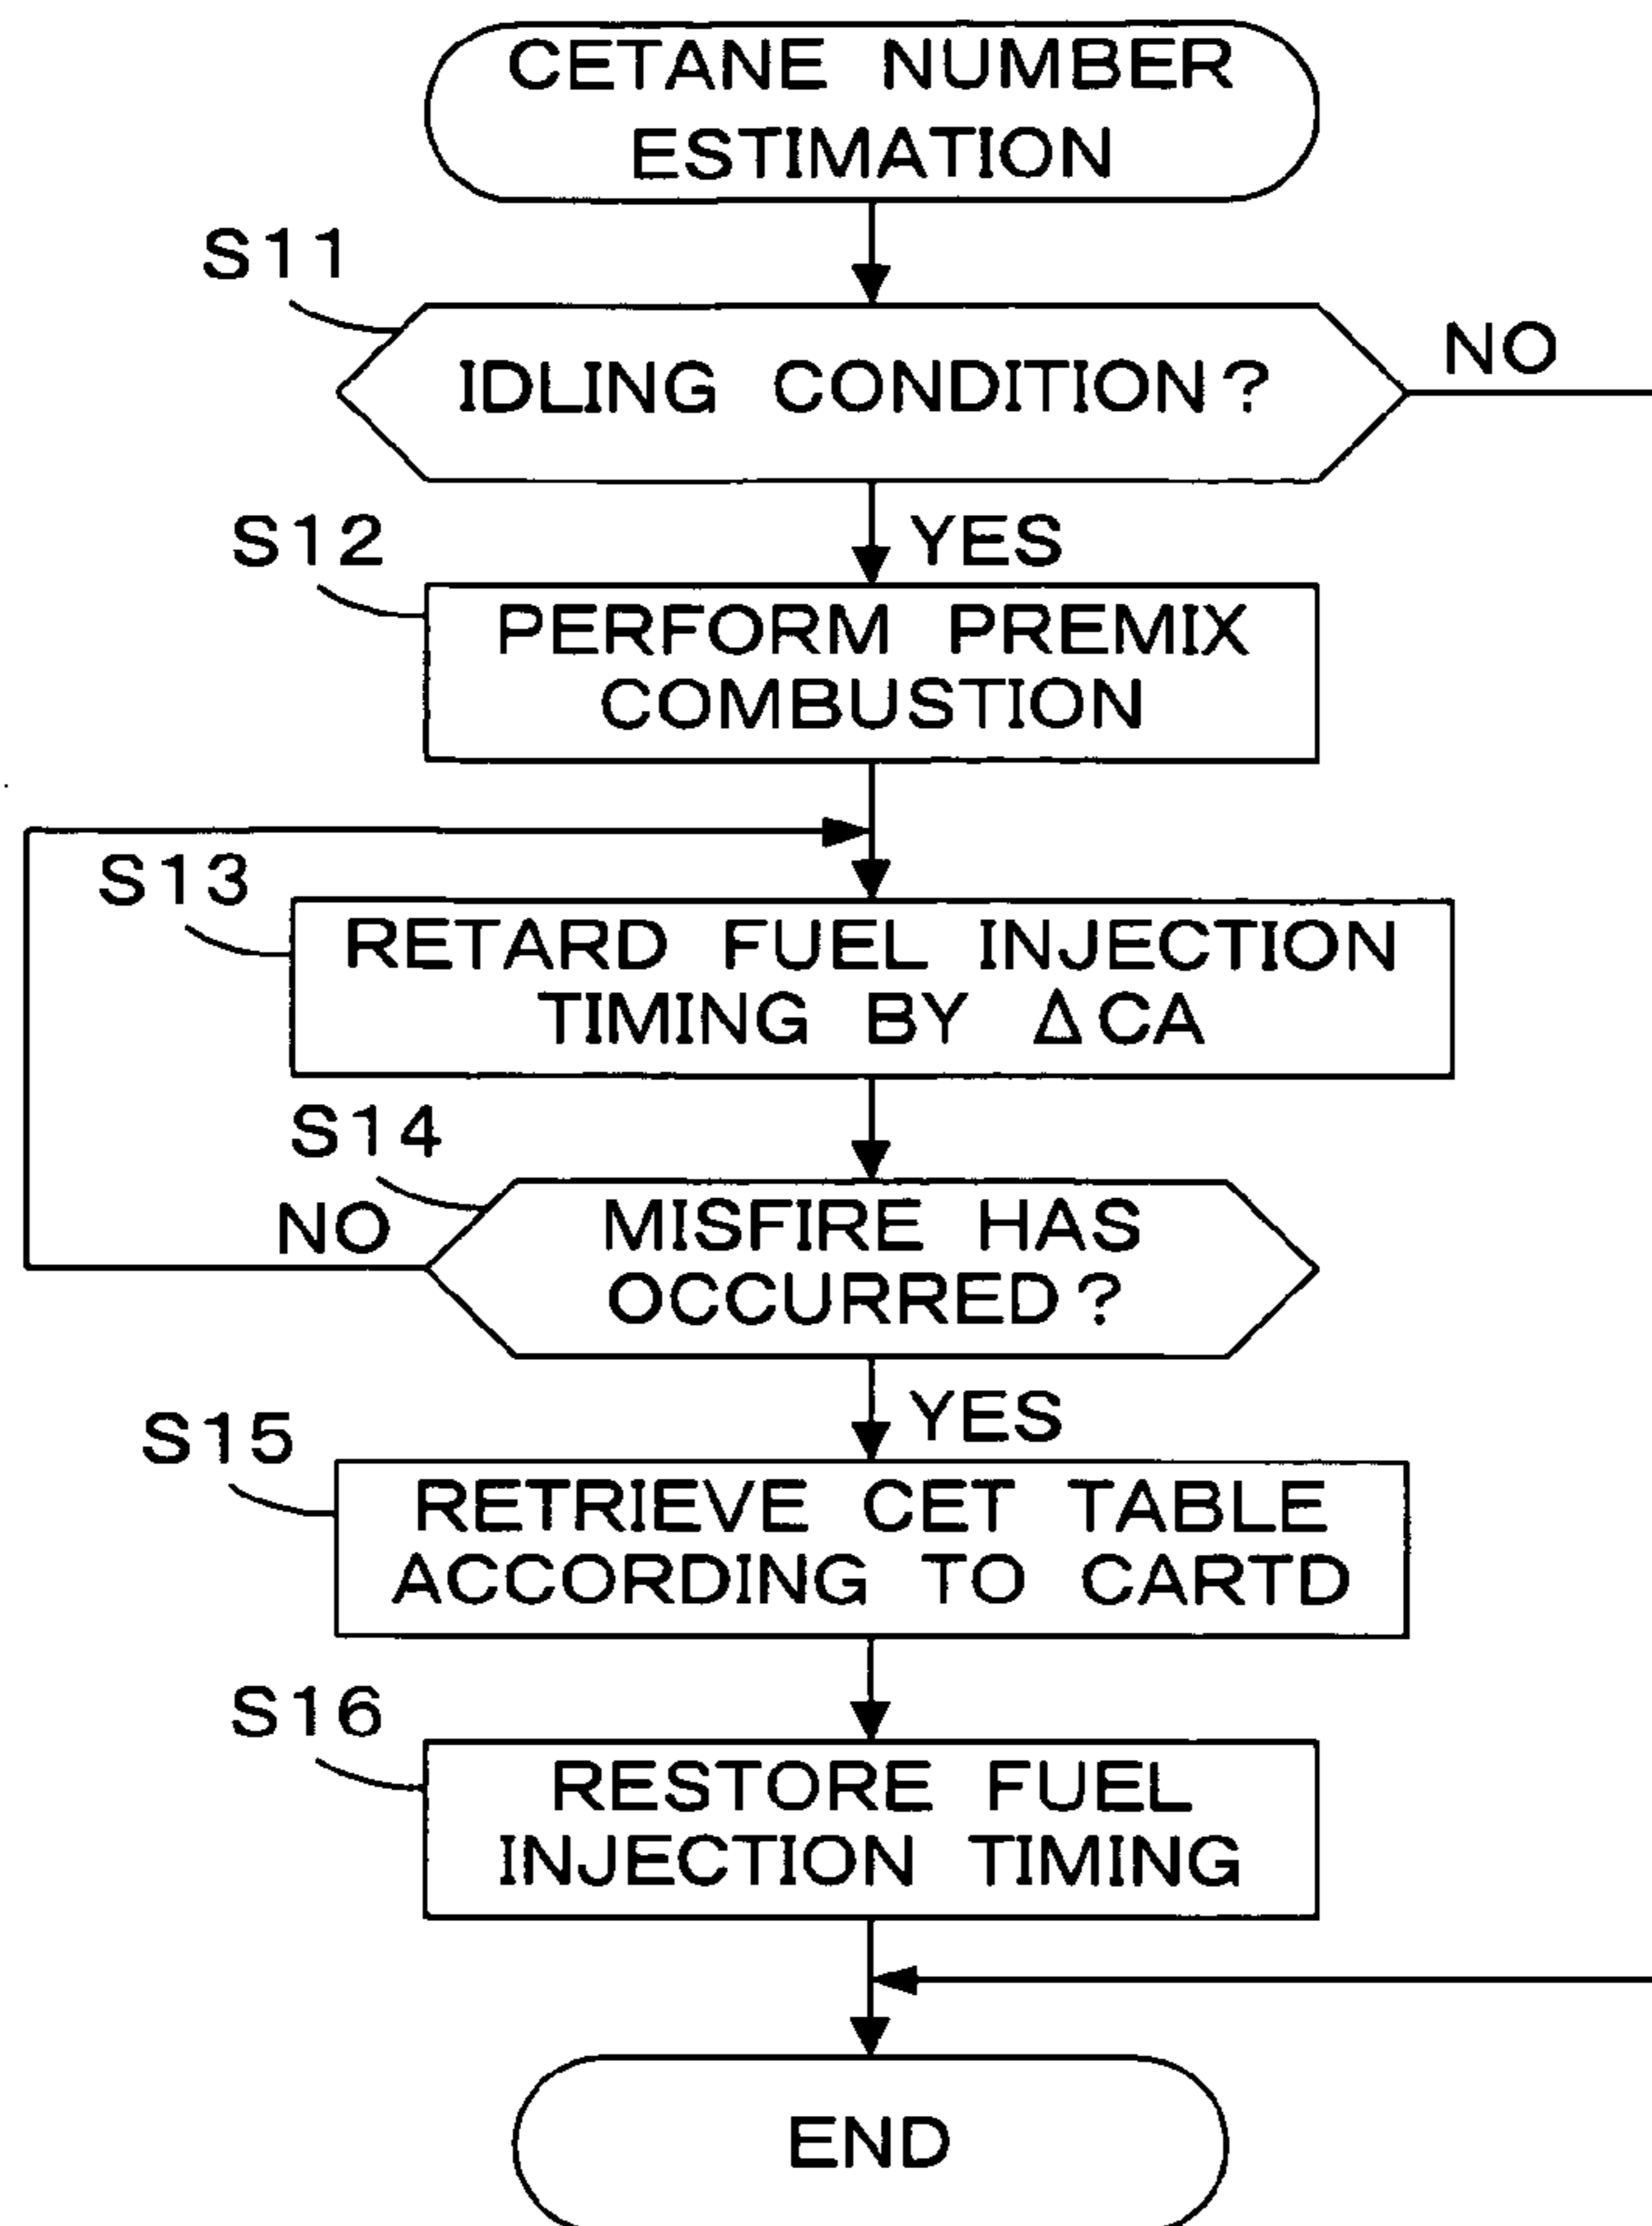 CETANE NUMBER
ESTIMATION
S11
IDLING CONDITION?
NO
S12
YES
PERFORM PREMIX
COMBUSTION
S13
RETARD FUEL INJECTION
TIMING BY ΔCA
S14
NO
MISFIRE HAS
OCCURRED?
YES
S15
RETRIEVE CET TABLE
ACCORDING TO CARTD
S16
RESTORE FUEL
INJECTION TIMING
END